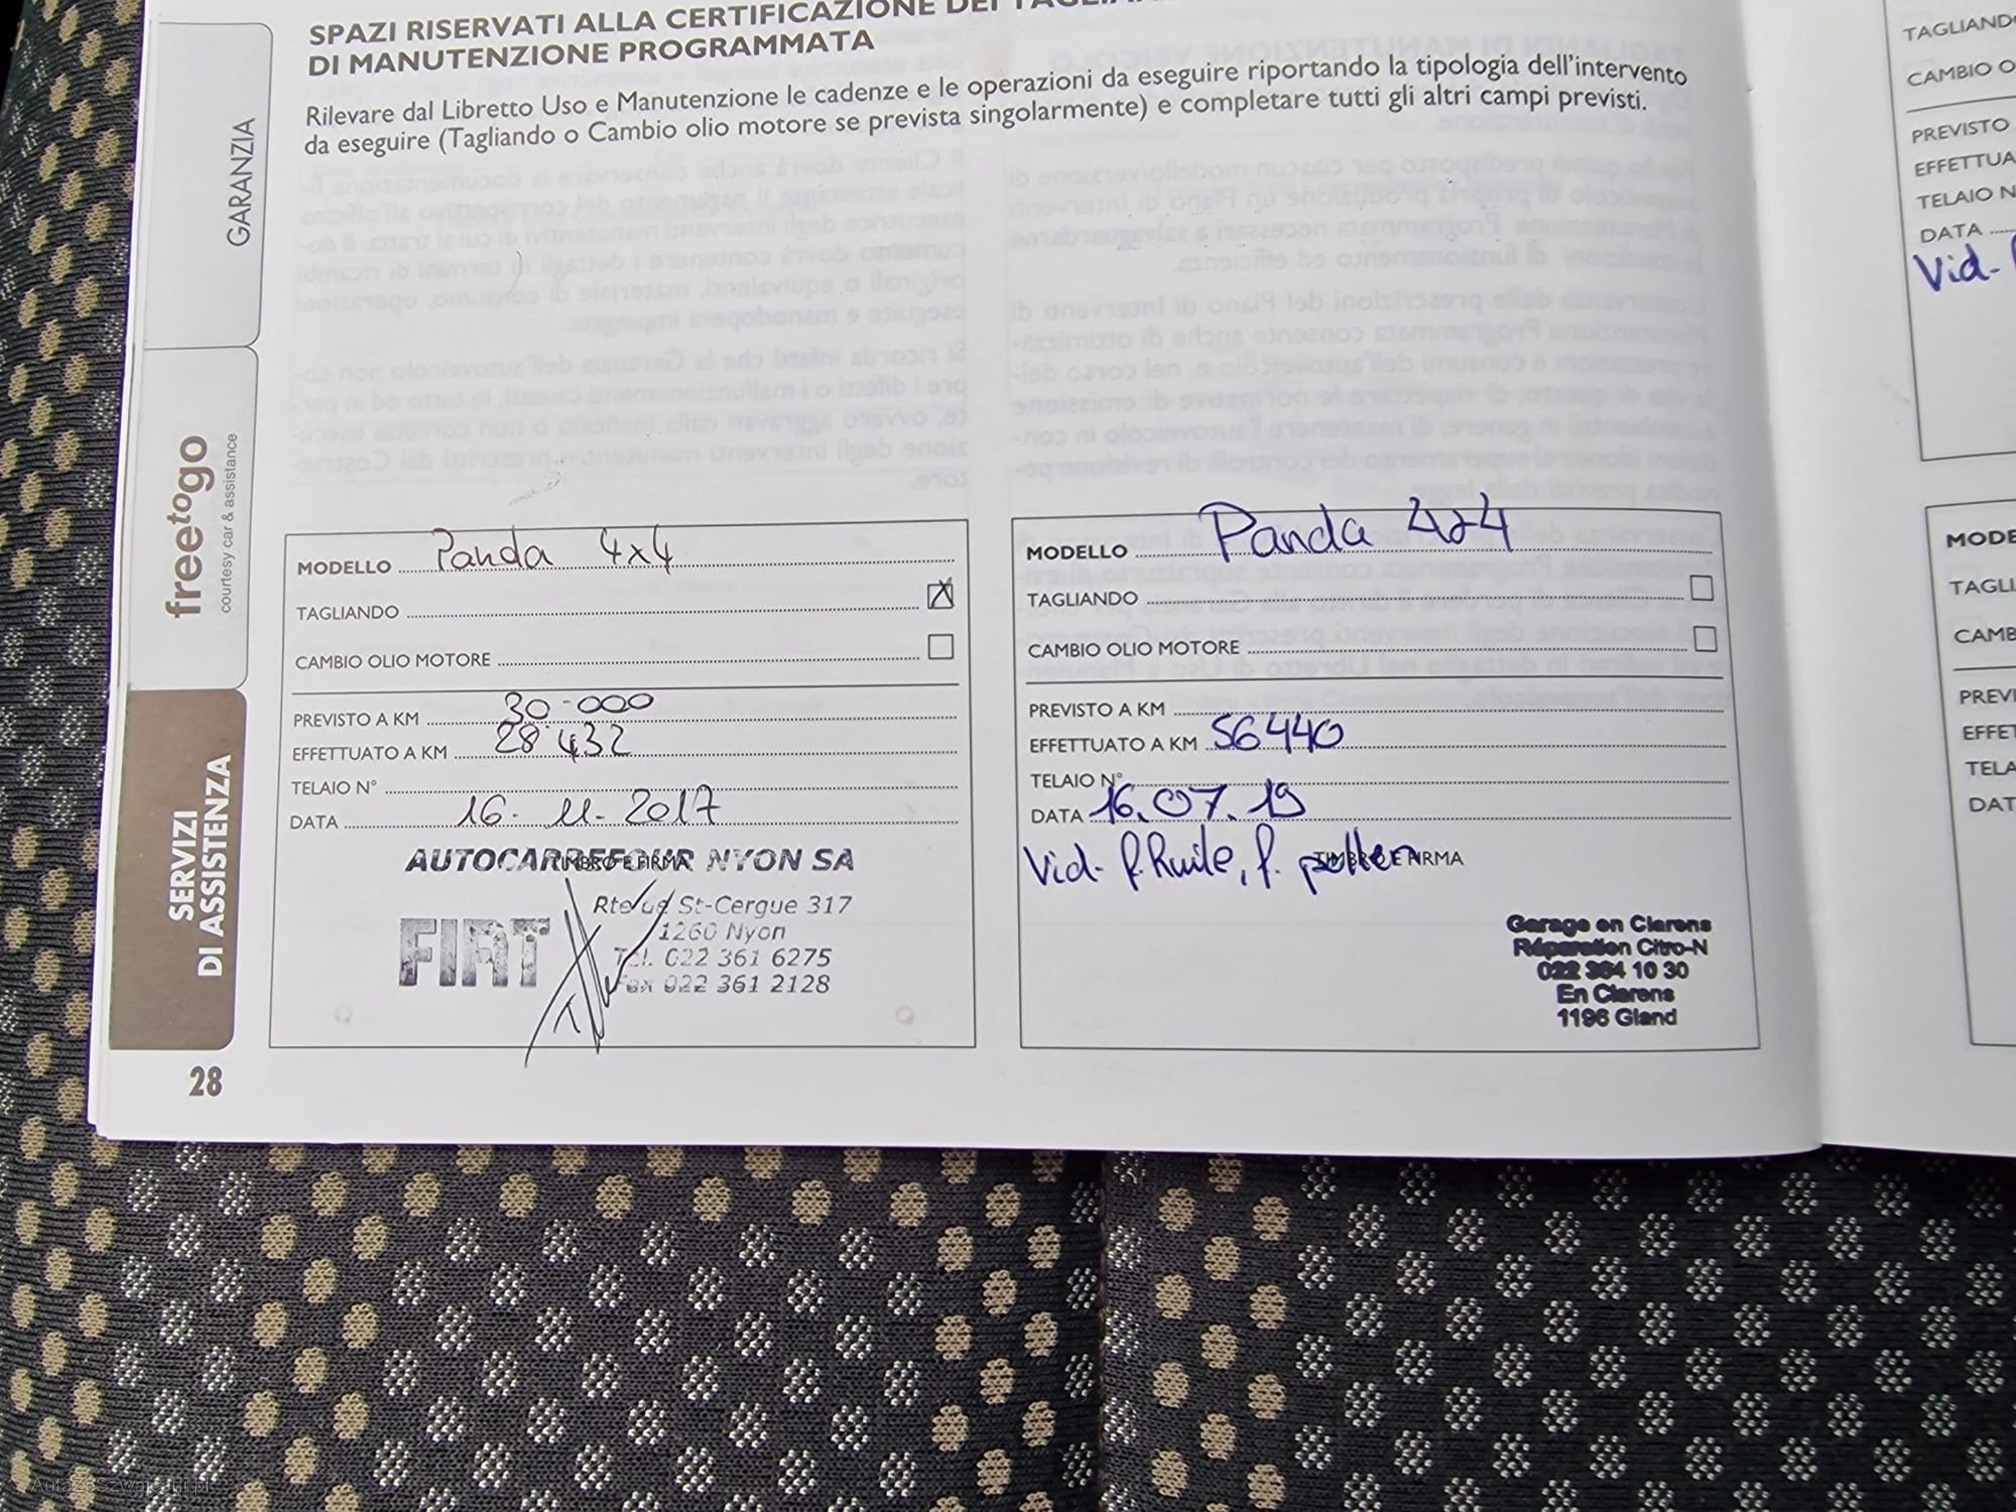 SPAZI RISERVATI ALLA CERTIFICAZIONE DEI
DI MANUTENZIONE PROGRAMMATA
Rilevare dal Libretto Uso e Manutenzione le cadenze e le operazioni da eseguire riportando la tipologia dell'intervento
da eseguire (Tagliando o Cambio olio motore se prevista singolarmente) e completare tutti gli altri campi previsti.
GARANZIA
freetogo
courtesy car & assistance
SERVIZI
DI ASSISTENZA
28
MODELLO Panda 4x4
TAGLIANDO X
CAMBIO OLIO MOTORE
PREVISTO A KM 30.000
EFFETTUATO A KM 28.432
TELAIO N°
DATA 16.11.2017
TIMBRO E FIRMA
AUTOCARREFOUR NYON SA
FIAT
Rte de St-Cergue 317
1260 Nyon
Tél. 022 361 6275
Fax 022 361 2128
MODELLO Panda 4x4
TAGLIANDO
CAMBIO OLIO MOTORE
PREVISTO A KM
EFFETTUATO A KM 56440
TELAIO N°
DATA 16.07.19
Vid- f. huile, f. pollen
TIMBRO E FIRMA
Garage en Clarens
Réparation Citro-N
022 364 10 30
En Clarens
1196 Gland
CAMBIO
PREVISTO
TELAIO
DATA
Vid-
AutaZeSzwajcarii.pl